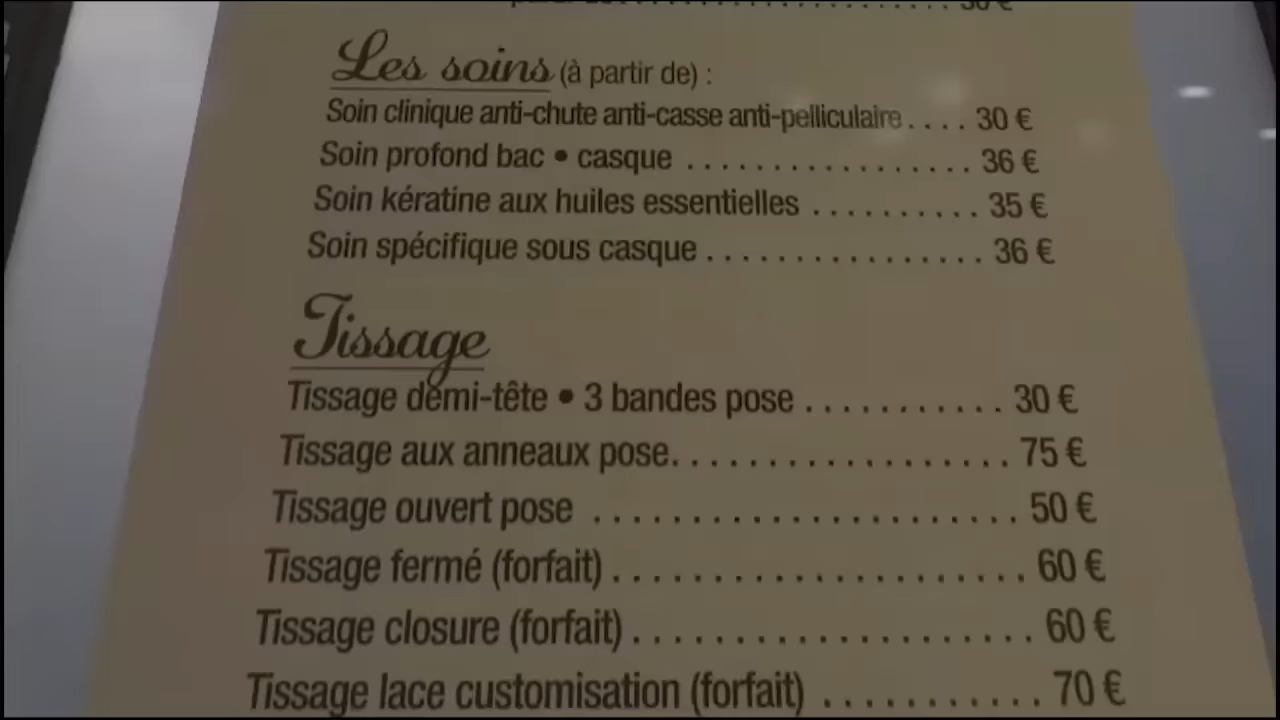 Les soins (à partir de) :
Soin clinique anti-chute anti-casse anti-pelliculaire.... 30 €
Soin profond bac • casque ................ 36 €
Soin kératine aux huiles essentielles .......... 35 €
Soin spécifique sous casque................ 36 €
Tissage
Tissage demi-tête • 3 bandes pose ........... 30 €
Tissage aux anneaux pose.................. 75 €
Tissage ouvert pose ...................... 50 €
Tissage fermé (forfait)...................... 60 €
Tissage closure (forfait)..................... 60 €
Tissage lace customisation (forfait) ........... 70 €